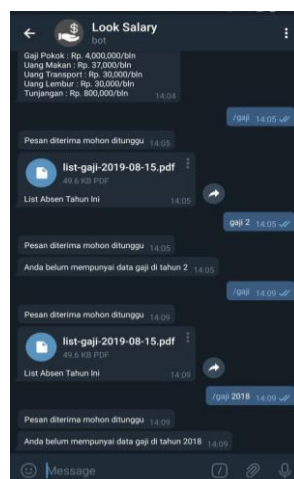 Look Salary
bot
Gaji Pokok : Rp. 4,000,000/bln
Uang Makan : Rp. 37,000/bln
Uang Transport : Rp. 30,000/bln
Uang Lembur : Rp. 30,000/bln
Tunjangan : Rp. 800,000/bln 14:04
/gaji 14:05
Pesan diterima mohon ditunggu 14:05
list-gaji-2019-08-15.pdf
49.6 KB PDF
List Absen Tahun Ini 14:05
gaji 2 14:05
Pesan diterima mohon ditunggu 14:05
Anda belum mempunyai data gaji di tahun 2 14:05
/gaji 14:09
Pesan diterima mohon ditunggu 14:09
list-gaji-2019-08-15.pdf
49.6 KB PDF
List Absen Tahun Ini 14:09
/gaji 2018 14:09
Pesan diterima mohon ditunggu 14:09
Anda belum mempunyai data gaji di tahun 2018 14:09
Message